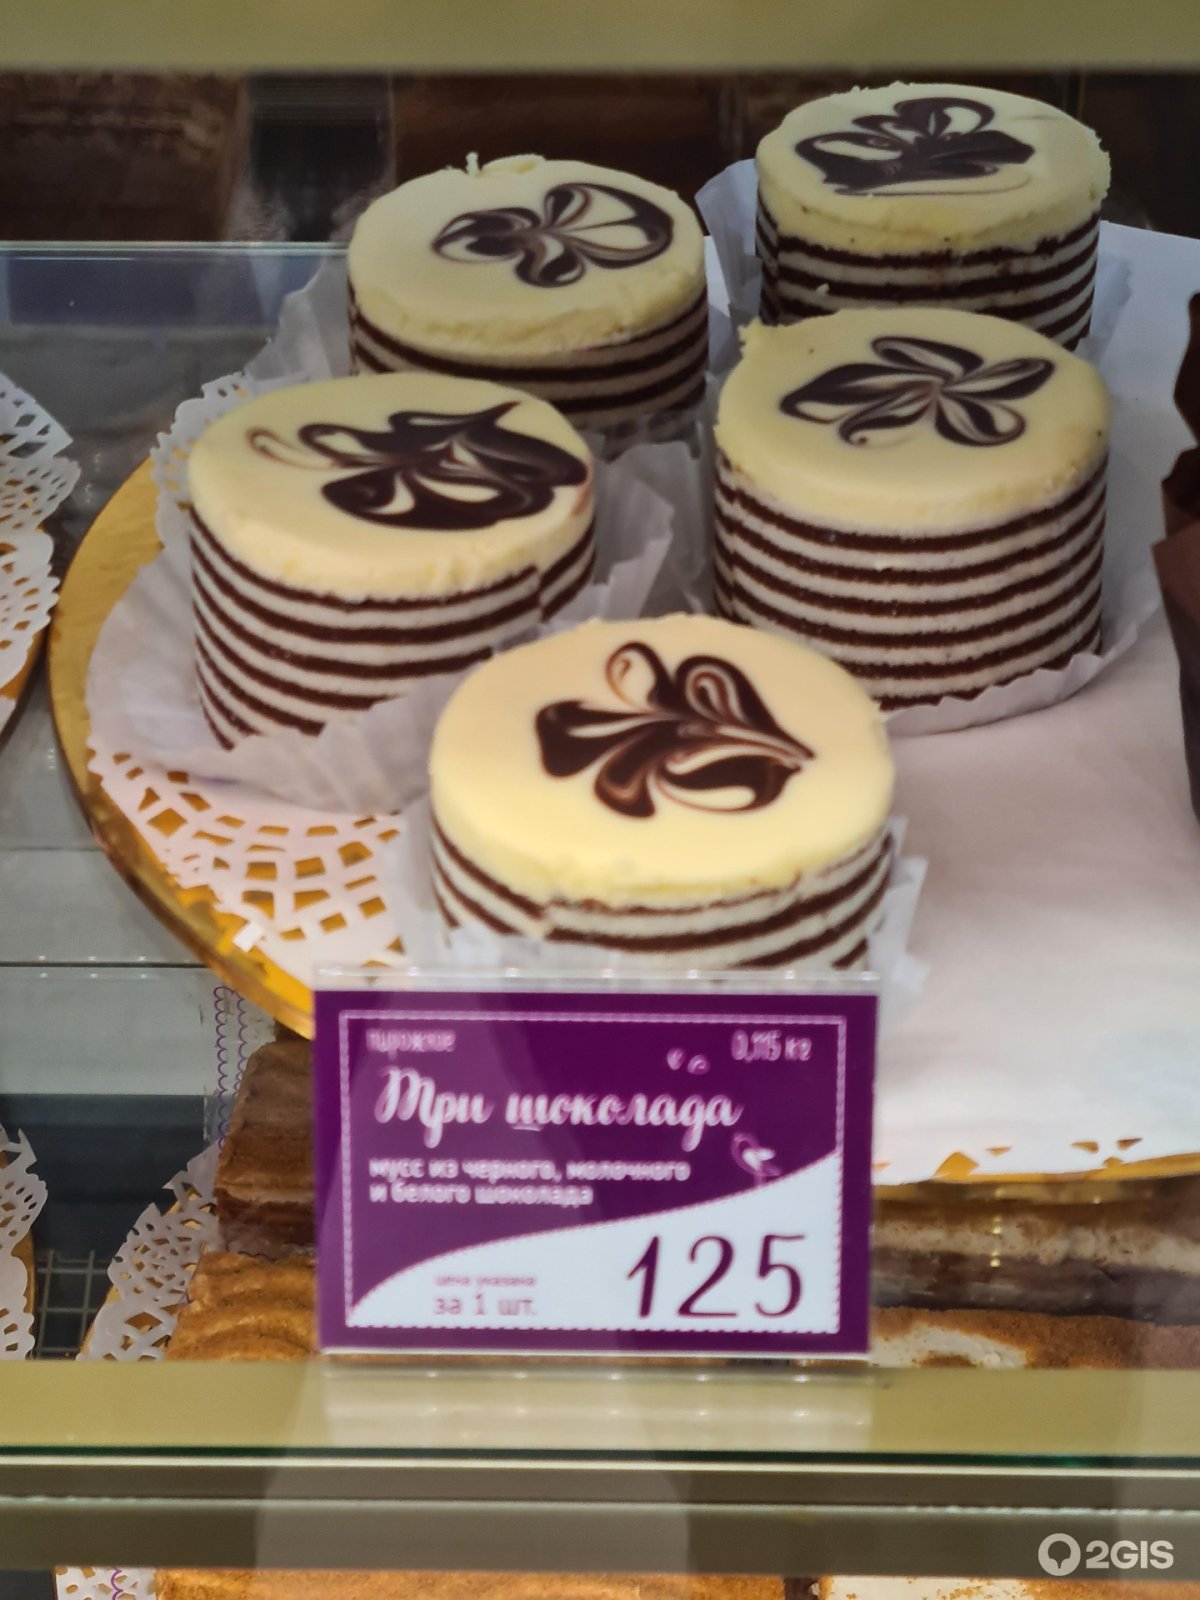 пирожное 0,115 кг
Три шоколада
мусс из черного, молочного
и белого шоколада
цена указана
за 1 шт. 125
2GIS